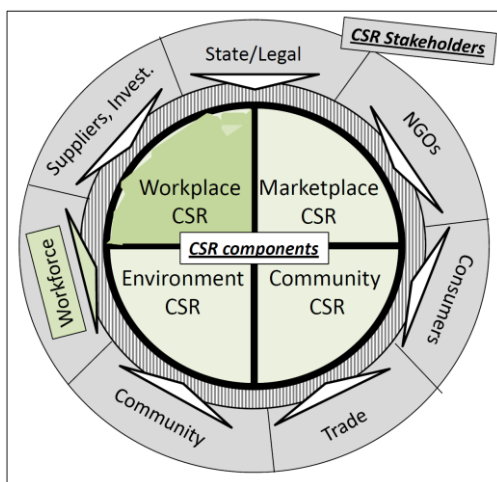 CSR Stakeholders
State/Legal
NGOs
Consumers
Trade
Community
Workforce
Suppliers, Invest.
Workplace
CSR
Marketplace
CSR
CSR components
Environment
CSR
Community
CSR